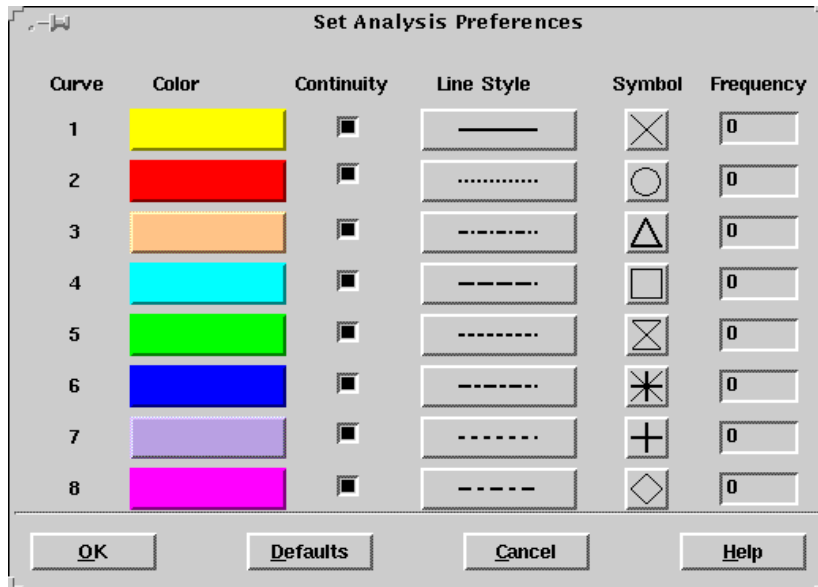 Set Analysis Preferences
Curve Color Continuity Line Style Symbol Frequency
1 0
2 0
3 0
4 0
5 0
6 0
7 0
8 0
OK Defaults Cancel Help